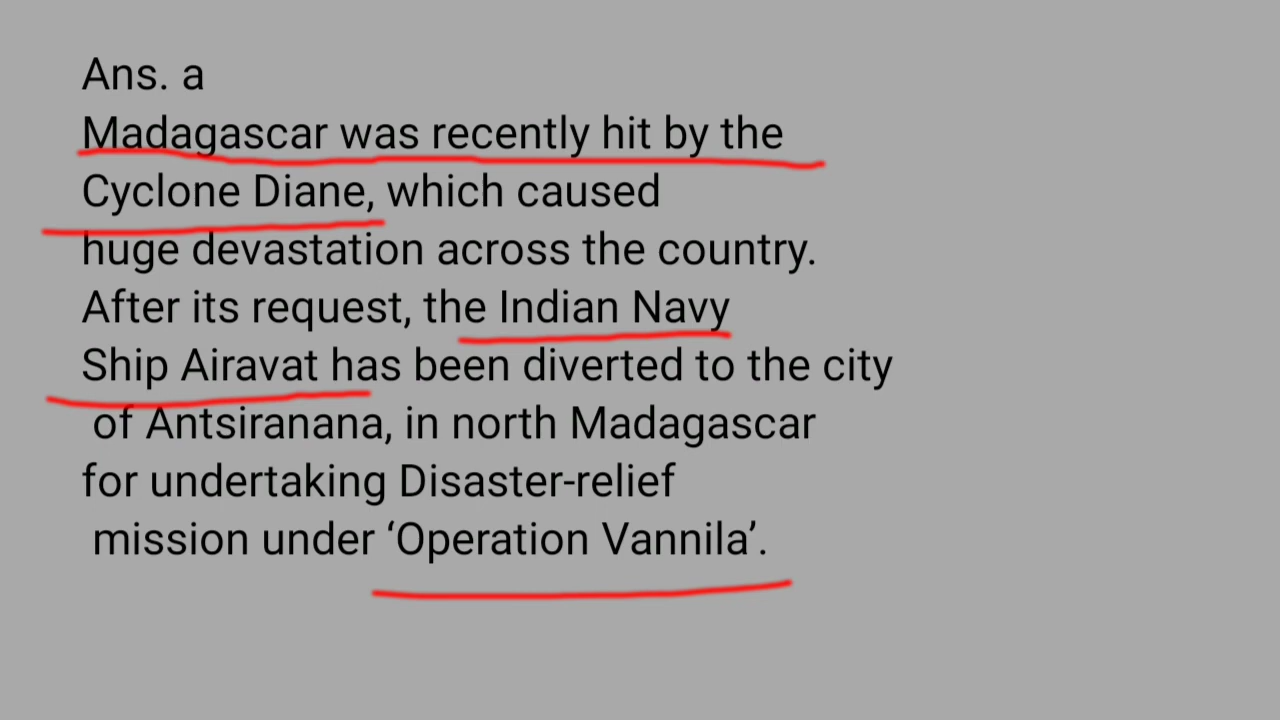 Ans. a
Madagascar was recently hit by the
Cyclone Diane, which caused
huge devastation across the country.
After its request, the Indian Navy
Ship Airavat has been diverted to the city
of Antsiranana, in north Madagascar
for undertaking Disaster-relief
mission under ‘Operation Vannila’.